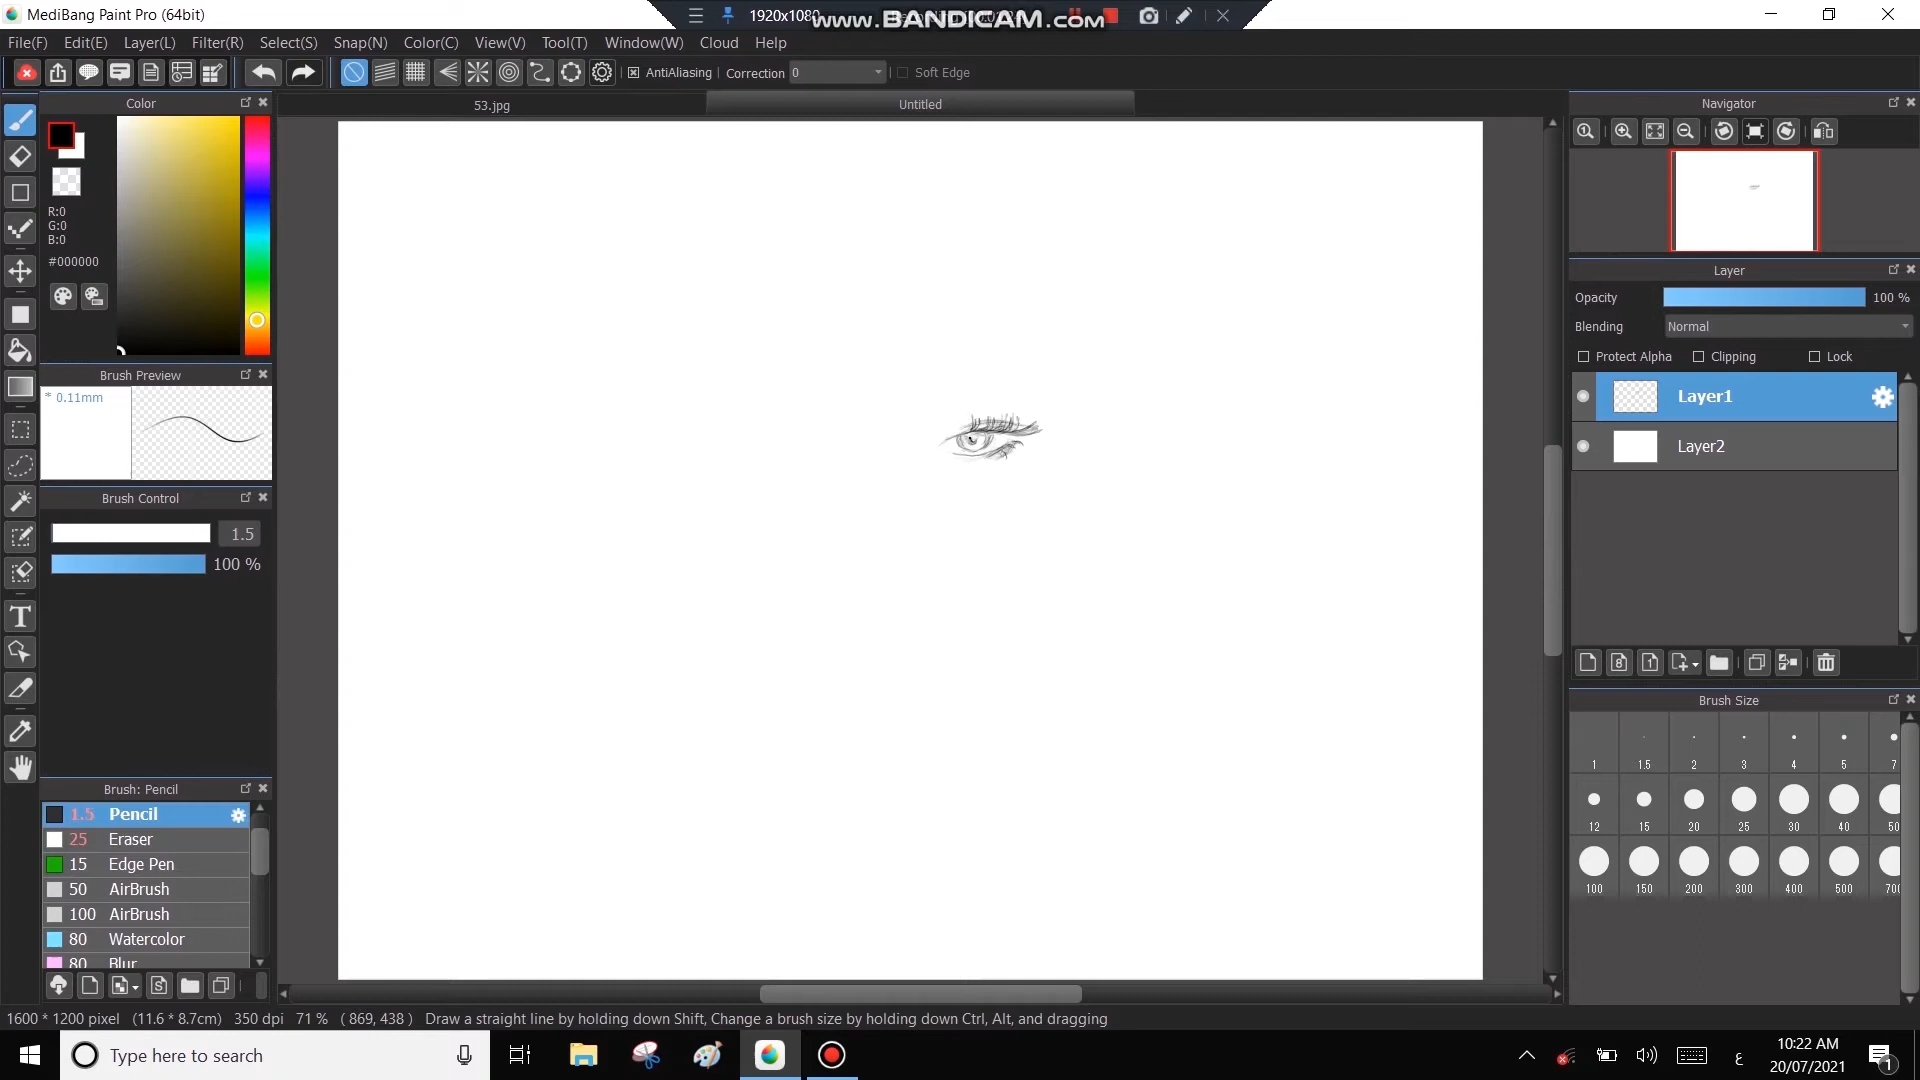 MediBang Paint Pro (64bit)
1920x1080
www.BANDICAM.com
File(F) Edit(E) Layer(L) Filter(R) Select(S) Snap(N) Color(C) View(V) Tool(T) Window(W) Cloud Help
AntiAliasing Correction 0 Soft Edge
Color
53.jpg
Untitled
Navigator
R:0
G:0
B:0
#000000
Layer
Opacity 100 %
Blending Normal
Protect Alpha Clipping Lock
Layer1
Layer2
Brush Preview
* 0.11mm
Brush Control
1.5
100 %
Brush: Pencil
1.5 Pencil
25 Eraser
15 Edge Pen
50 AirBrush
100 AirBrush
80 Watercolor
80 Blur
Brush Size
1 1.5 2 3 4 5 7
12 15 20 25 30 40 50
100 150 200 300 400 500 700
1600 * 1200 pixel (11.6 * 8.7cm) 350 dpi 71 % ( 869, 438 ) Draw a straight line by holding down Shift, Change a brush size by holding down Ctrl, Alt, and dragging
Type here to search
ع
10:22 AM
20/07/2021
1